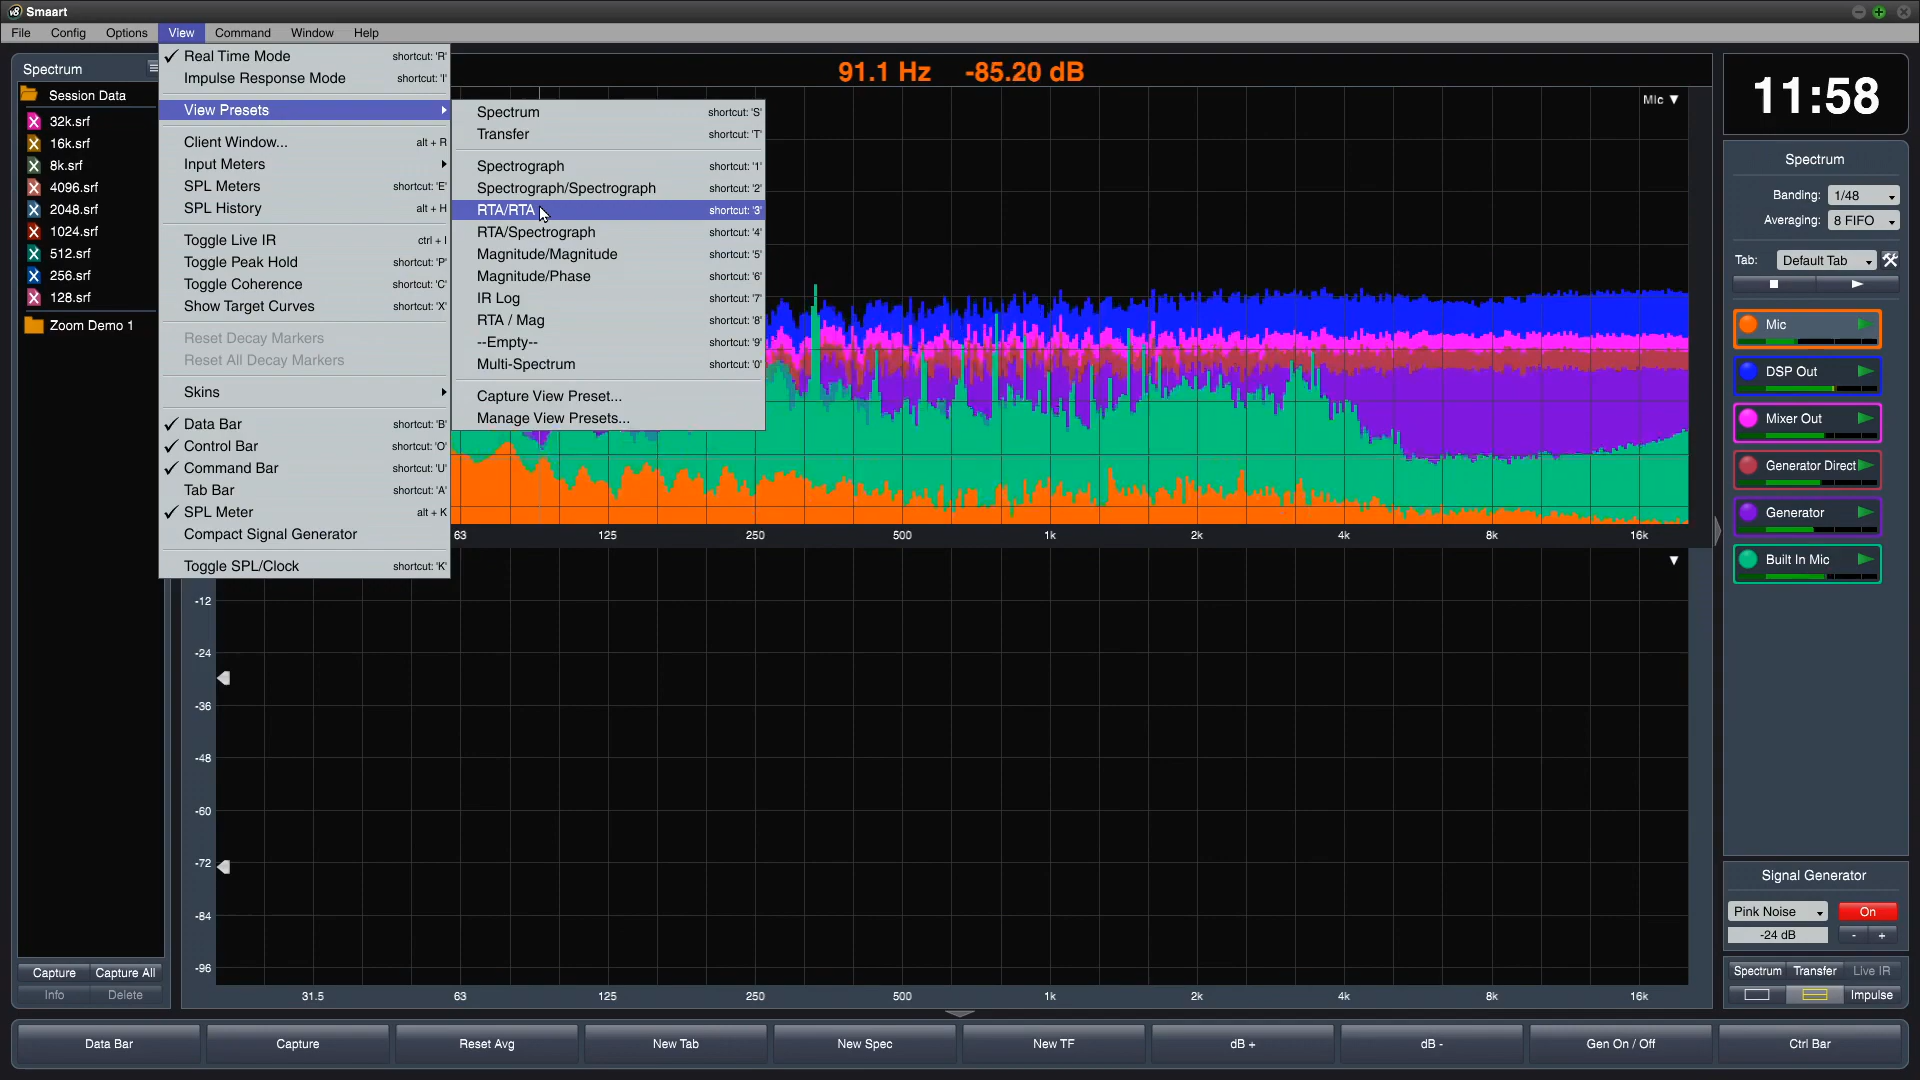 Smaart
File Config Options View Command Window Help
Spectrum
Session Data
32k.srf
16k.srf
8k.srf
4096.srf
2048.srf
1024.srf
512.srf
256.srf
128.srf
Zoom Demo 1
Capture Capture All
Info Delete
Real Time Mode shortcut: 'R'
Impulse Response Mode shortcut: 'I'
View Presets
Client Window... alt + R
Input Meters
SPL Meters shortcut: 'E'
SPL History alt + H
Toggle Live IR ctrl + I
Toggle Peak Hold shortcut: 'P'
Toggle Coherence shortcut: 'C'
Show Target Curves shortcut: 'X'
Reset Decay Markers
Reset All Decay Markers
Skins
Data Bar shortcut: 'B'
Control Bar shortcut: 'O'
Command Bar shortcut: 'U'
Tab Bar shortcut: 'A'
SPL Meter alt + K
Compact Signal Generator
Toggle SPL/Clock shortcut: 'K'
Spectrum shortcut: 'S'
Transfer shortcut: 'T'
Spectrograph shortcut: '1'
Spectrograph/Spectrograph shortcut: '2'
RTA/RTA shortcut: '3'
RTA/Spectrograph shortcut: '4'
Magnitude/Magnitude shortcut: '5'
Magnitude/Phase shortcut: '6'
IR Log shortcut: '7'
RTA / Mag shortcut: '8'
--Empty-- shortcut: '9'
Multi-Spectrum shortcut: '0'
Capture View Preset...
Manage View Presets...
91.1 Hz -85.20 dB
Mic
63 125 250 500 1k 2k 4k 8k 16k
-12
-24
-36
-48
-60
-72
-84
-96
31.5 63 125 250 500 1k 2k 4k 8k 16k
11:58
Spectrum
Banding: 1/48
Averaging: 8 FIFO
Tab: Default Tab
Mic
DSP Out
Mixer Out
Generator Direct
Generator
Built In Mic
Signal Generator
Pink Noise On
-24 dB - +
Spectrum Transfer Live IR
Impulse
Data Bar Capture Reset Avg New Tab New Spec New TF dB + dB - Gen On / Off Ctrl Bar